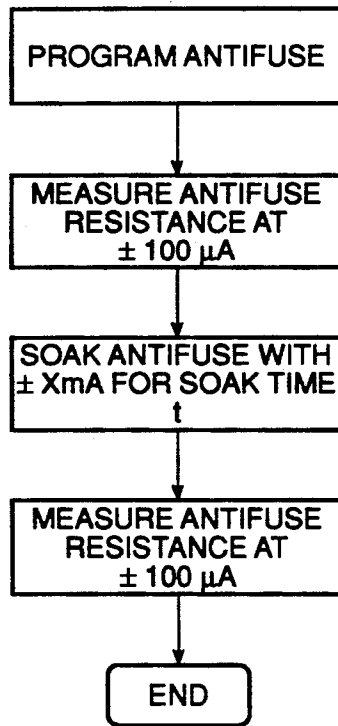 PROGRAM ANTIFUSE
MEASURE ANTIFUSE
RESISTANCE AT
± 100 µA
SOAK ANTIFUSE WITH
± XmA FOR SOAK TIME
t
MEASURE ANTIFUSE
RESISTANCE AT
± 100 µA
END